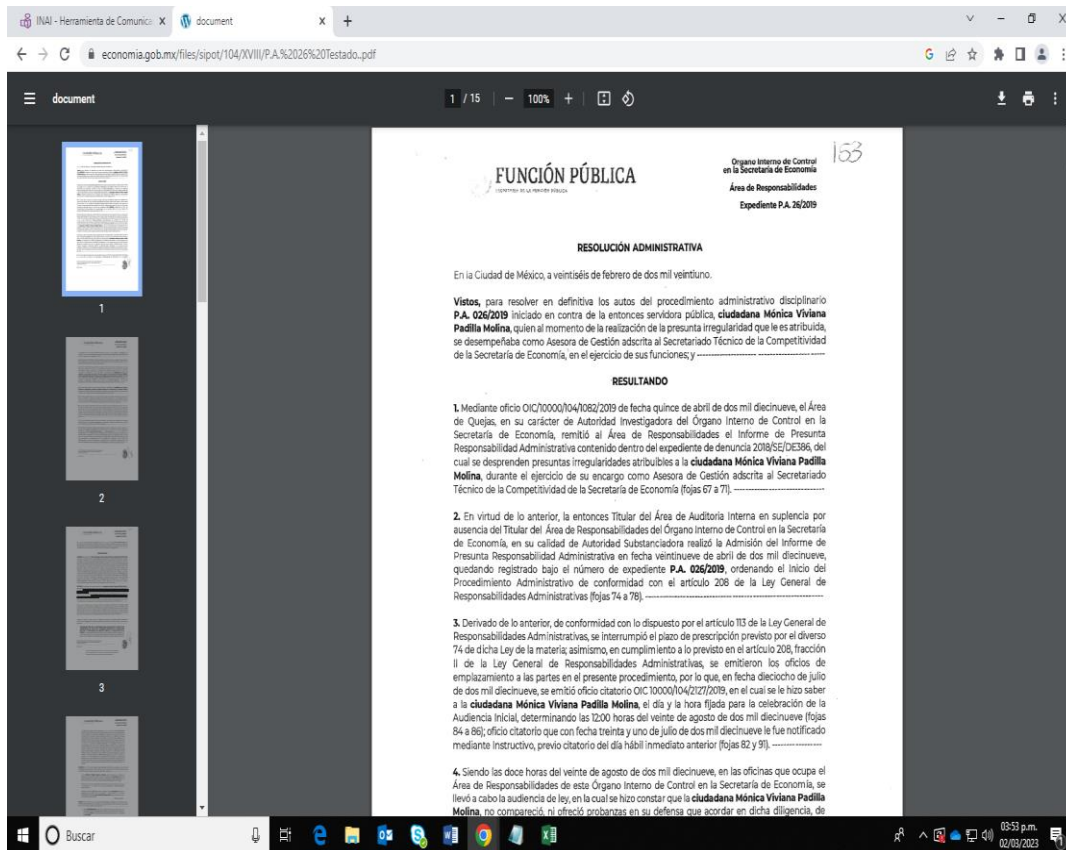 INAI - Herramienta de Comunica
document
economia.gob.mx/files/sipot/104/XVIII/P.A.%2026%20Testado..pdf
document
1 / 15
100%
1
2
3
153
FUNCIÓN PÚBLICA
SECRETARÍA DE LA FUNCIÓN PÚBLICA
Organo Interno de Control
en la Secretaría de Economía
Área de Responsabilidades
Expediente P.A. 26/2019
RESOLUCIÓN ADMINISTRATIVA
En la Ciudad de México, a veintiséis de febrero de dos mil veintiuno.
Vistos, para resolver en definitiva los autos del procedimiento administrativo disciplinario
P.A. 026/2019 iniciado en contra de la entonces servidora pública, ciudadana Mónica Viviana
Padilla Molina, quien al momento de la realización de la presunta irregularidad que le es atribuida,
se desempeñaba como Asesora de Gestión adscrita al Secretariado Técnico de la Competitividad
de la Secretaría de Economía, en el ejercicio de sus funciones; y -------------------- --------------------
RESULTANDO
1. Mediante oficio OIC/10000/104/1082/2019 de fecha quince de abril de dos mil diecinueve, el Área
de Quejas, en su carácter de Autoridad Investigadora del Órgano Interno de Control en la
Secretaría de Economía, remitió al Área de Responsabilidades el Informe de Presunta
Responsabilidad Administrativa contenido dentro del expediente de denuncia 2018/SE/DE386, del
cual se desprenden presuntas irregularidades atribuibles a la ciudadana Mónica Viviana Padilla
Molina, durante el ejercicio de su encargo como Asesora de Gestión adscrita al Secretariado
Técnico de la Competitividad de la Secretaría de Economía (fojas 67 a 71). ------------------------------
2. En virtud de lo anterior, la entonces Titular del Área de Auditoria Interna en suplencia por
ausencia del Titular del Área de Responsabilidades del Órgano Interno de Control en la Secretaría
de Economía, en su calidad de Autoridad Substanciadora realizó la Admisión del Informe de
Presunta Responsabilidad Administrativa en fecha veintinueve de abril de dos mil diecinueve,
quedando registrado bajo el número de expediente P.A. 026/2019, ordenando el Inicio del
Procedimiento Administrativo de conformidad con el artículo 208 de la Ley General de
Responsabilidades Administrativas (fojas 74 a 78). ------------------------------------------------------------
3. Derivado de lo anterior, de conformidad con lo dispuesto por el artículo 113 de la Ley General de
Responsabilidades Administrativas, se interrumpió el plazo de prescripción previsto por el diverso
74 de dicha Ley de la materia; asimismo, en cumplimiento a lo previsto en el artículo 208, fracción
II de la Ley General de Responsabilidades Administrativas, se emitieron los oficios de
emplazamiento a las partes en el presente procedimiento, por lo que, en fecha dieciocho de julio
de dos mil diecinueve, se emitió oficio citatorio OIC 10000/104/2127/2019, en el cual se le hizo saber
a la ciudadana Mónica Viviana Padilla Molina, el día y la hora fijada para la celebración de la
Audiencia Inicial, determinando las 12:00 horas del veinte de agosto de dos mil diecinueve (fojas
84 a 86); oficio citatorio que con fecha treinta y uno de julio de dos mil diecinueve le fue notificado
mediante Instructivo, previo citatorio del día hábil inmediato anterior (fojas 82 y 91). -----------------
4. Siendo las doce horas del veinte de agosto de dos mil diecinueve, en las oficinas que ocupa el
Área de Responsabilidades de este Órgano Interno de Control en la Secretaría de Economía, se
llevó a cabo la audiencia de ley, en la cual se hizo constar que la ciudadana Mónica Viviana Padilla
Molina, no compareció, ni ofreció probanzas en su defensa que acordar en dicha diligencia, de
Buscar
03:53 p.m.
02/03/2023